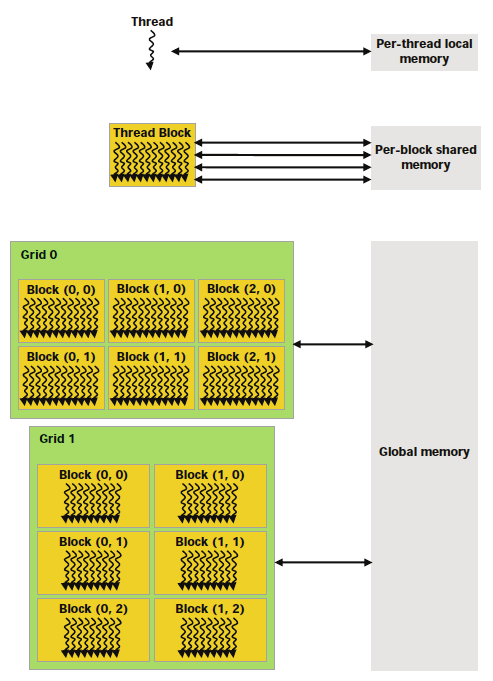 Thread
Per-thread local
memory
Thread Block
Per-block shared
memory
Grid 0
Block (0, 0) Block (1, 0) Block (2, 0)
Block (0, 1) Block (1, 1) Block (2, 1)
Grid 1
Block (0, 0) Block (1, 0)
Block (0, 1) Block (1, 1)
Block (0, 2) Block (1, 2)
Global memory